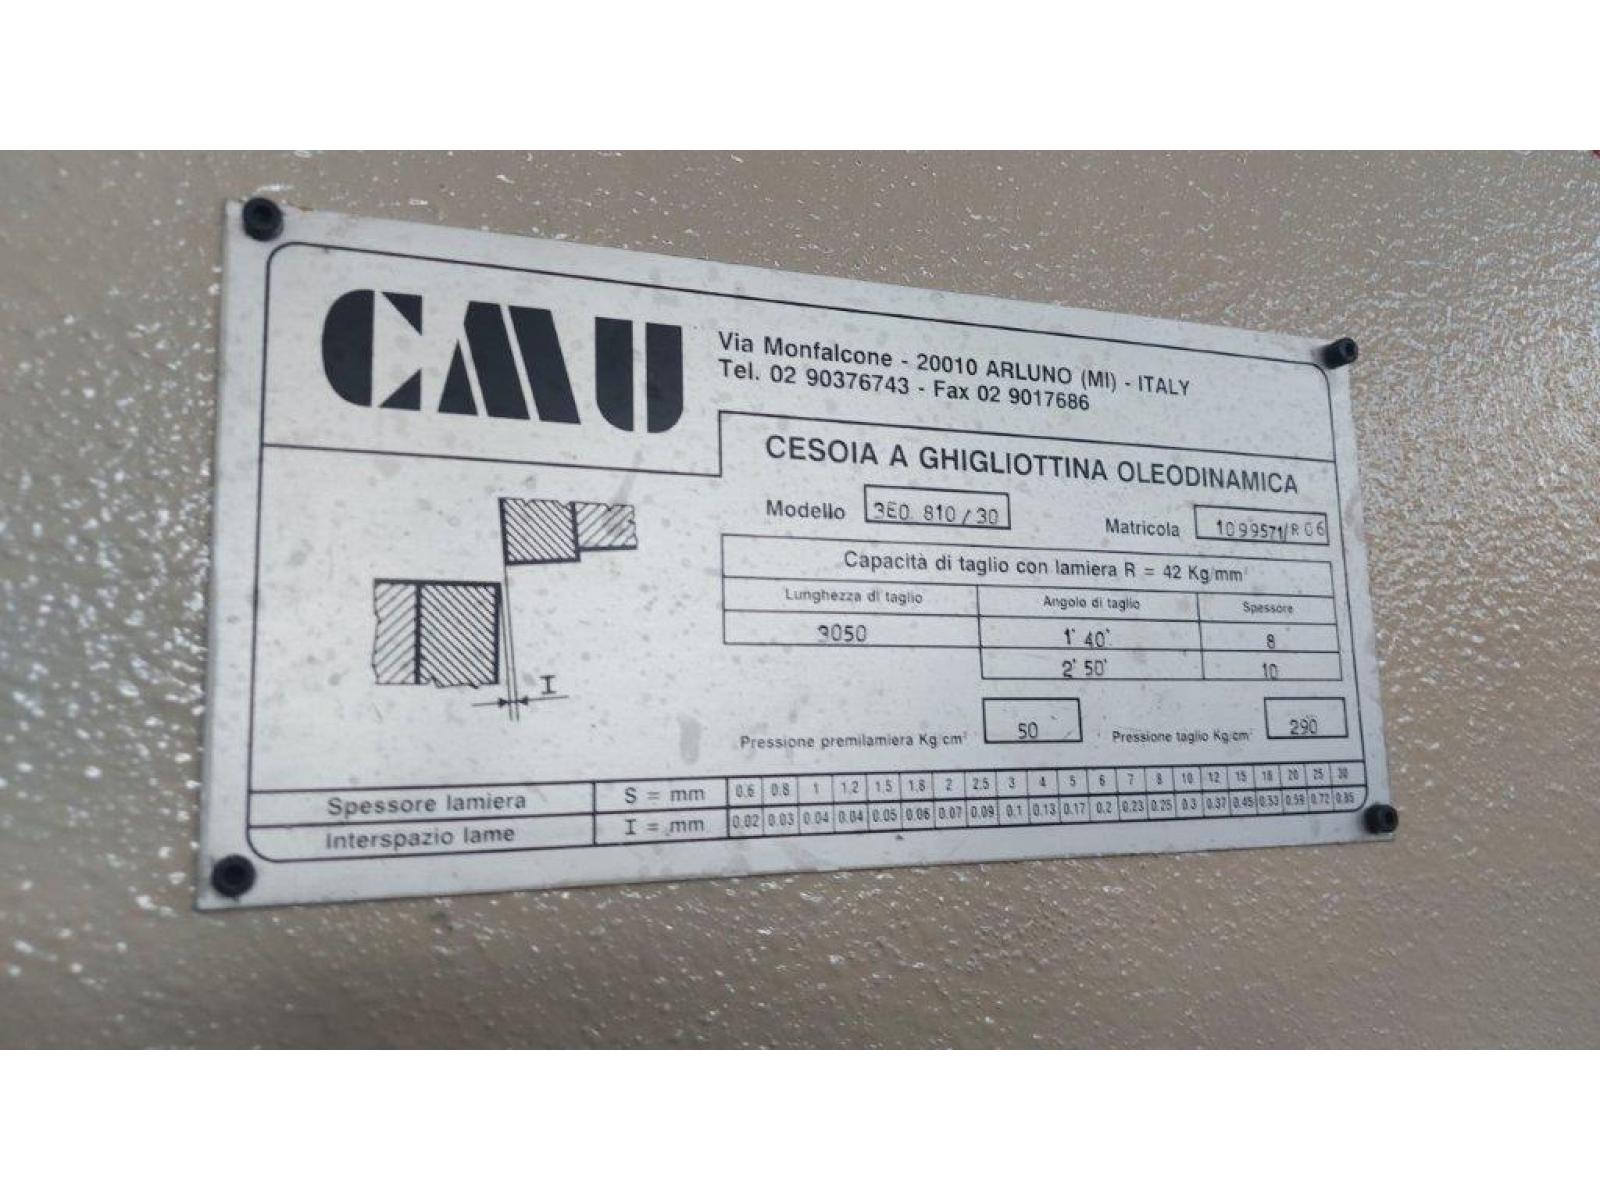 CMU
Via Monfalcone - 20010 ARLUNO (MI) - ITALY
Tel. 02 90376743 - Fax 02 9017686
CESOIA A GHIGLIOTTINA OLEODINAMICA
Modello 3EO. 810/30 Matricola 1099571/R06
Capacità di taglio con lamiera R = 42 Kg/mm²
Lunghezza di taglio Angolo di taglio Spessore
3050 1° 40' 8
2° 50' 10
I
Pressione premilamiera Kg/cm² 50 Pressione taglio Kg/cm² 290
Spessore lamiera S = mm 0.6 0.8 1 1.2 1.5 1.8 2 2.5 3 4 5 6 7 8 10 12 15 18 20 25 30
Interspazio lame I = mm 0.02 0.03 0.04 0.04 0.05 0.06 0.07 0.09 0.1 0.13 0.17 0.2 0.23 0.25 0.3 0.37 0.45 0.53 0.59 0.72 0.85